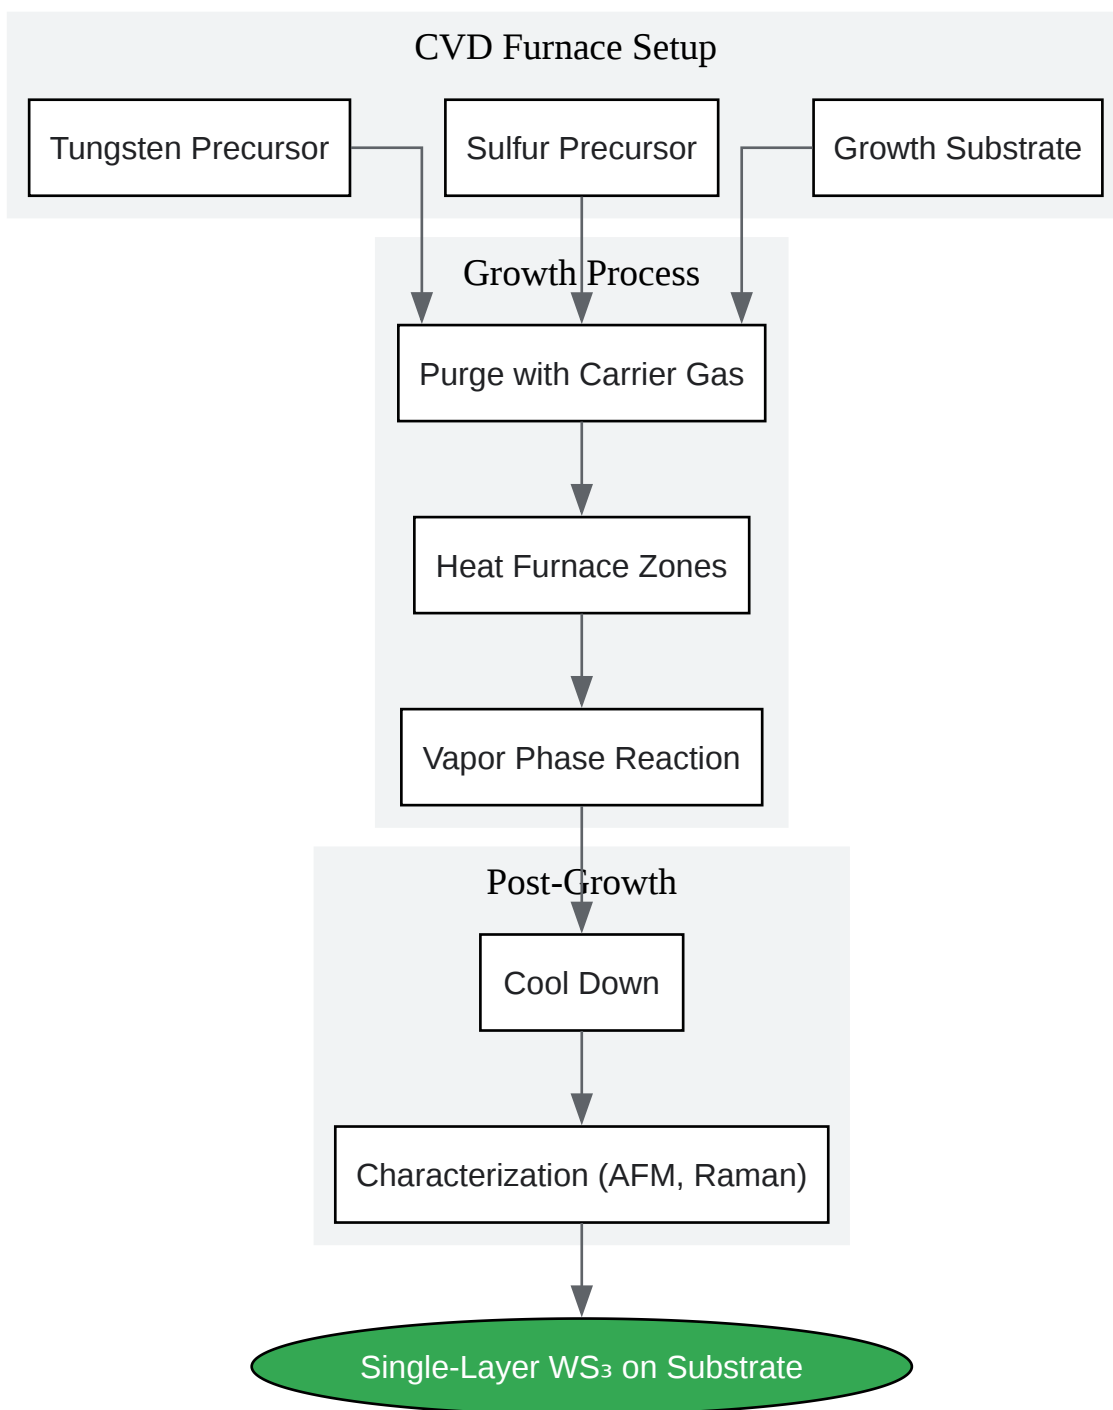 CVD Furnace Setup
Tungsten Precursor
Sulfur Precursor
Growth Substrate
Growth Process
Purge with Carrier Gas
Heat Furnace Zones
Vapor Phase Reaction
Post-Growth
Cool Down
Characterization (AFM, Raman)
Single-Layer WS₃ on Substrate